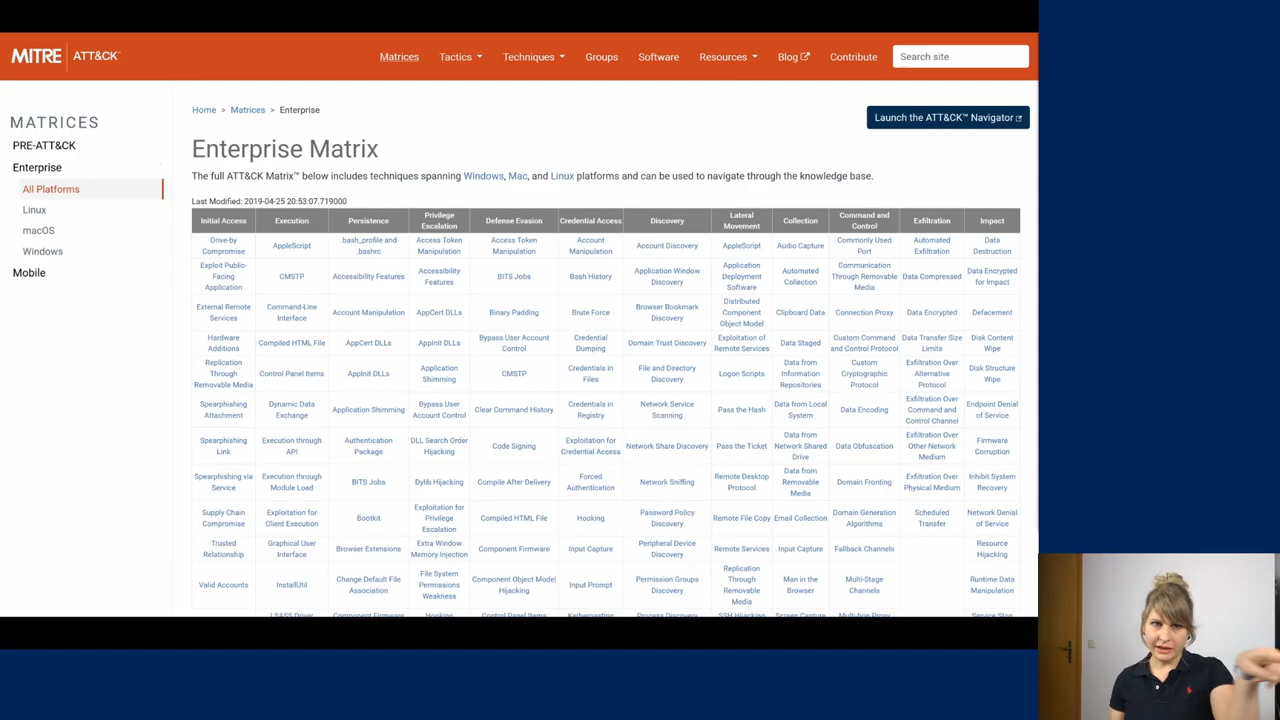 MITRE | ATT&CK™
Matrices Tactics Techniques Groups Software Resources Blog Contribute Search site
MATRICES
PRE-ATT&CK
Enterprise
All Platforms
Linux
macOS
Windows
Mobile
Home > Matrices > Enterprise
Launch the ATT&CK™ Navigator
Enterprise Matrix
The full ATT&CK Matrix™ below includes techniques spanning Windows, Mac, and Linux platforms and can be used to navigate through the knowledge base.
Last Modified: 2019-04-25 20:53:07.719000
Initial Access Execution Persistence Privilege Escalation Defense Evasion Credential Access Discovery Lateral Movement Collection Command and Control Exfiltration Impact
Drive-by Compromise AppleScript .bash_profile and .bashrc Access Token Manipulation Access Token Manipulation Account Manipulation Account Discovery AppleScript Audio Capture Commonly Used Port Automated Exfiltration Data Destruction
Exploit Public-Facing Application CMSTP Accessibility Features Accessibility Features BITS Jobs Bash History Application Window Discovery Application Deployment Software Automated Collection Communication Through Removable Media Data Compressed Data Encrypted for Impact
External Remote Services Command-Line Interface Account Manipulation AppCert DLLs Binary Padding Brute Force Browser Bookmark Discovery Distributed Component Object Model Clipboard Data Connection Proxy Data Encrypted Defacement
Hardware Additions Compiled HTML File AppCert DLLs AppInit DLLs Bypass User Account Control Credential Dumping Domain Trust Discovery Exploitation of Remote Services Data Staged Custom Command and Control Protocol Data Transfer Size Limits Disk Content Wipe
Replication Through Removable Media Control Panel Items AppInit DLLs Application Shimming CMSTP Credentials in Files File and Directory Discovery Logon Scripts Data from Information Repositories Custom Cryptographic Protocol Exfiltration Over Alternative Protocol Disk Structure Wipe
Spearphishing Attachment Dynamic Data Exchange Application Shimming Bypass User Account Control Clear Command History Credentials in Registry Network Service Scanning Pass the Hash Data from Local System Data Encoding Exfiltration Over Command and Control Channel Endpoint Denial of Service
Spearphishing Link Execution through API Authentication Package DLL Search Order Hijacking Code Signing Exploitation for Credential Access Network Share Discovery Pass the Ticket Data from Network Shared Drive Data Obfuscation Exfiltration Over Other Network Medium Firmware Corruption
Spearphishing via Service Execution through Module Load BITS Jobs Dylib Hijacking Compile After Delivery Forced Authentication Network Sniffing Remote Desktop Protocol Data from Removable Media Domain Fronting Exfiltration Over Physical Medium Inhibit System Recovery
Supply Chain Compromise Exploitation for Client Execution Bootkit Exploitation for Privilege Escalation Compiled HTML File Hooking Password Policy Discovery Remote File Copy Email Collection Domain Generation Algorithms Scheduled Transfer Network Denial of Service
Trusted Relationship Graphical User Interface Browser Extensions Extra Window Memory Injection Component Firmware Input Capture Peripheral Device Discovery Remote Services Input Capture Fallback Channels Resource Hijacking
Valid Accounts InstallUtil Change Default File Association File System Permissions Weakness Component Object Model Hijacking Input Prompt Permission Groups Discovery Replication Through Removable Media Man in the Browser Multi-Stage Channels Runtime Data Manipulation
LSASS Driver Component Firmware Hooking Control Panel Items Kerberoasting Process Discovery SSH Hijacking Screen Capture Multi-hop Proxy Service Stop